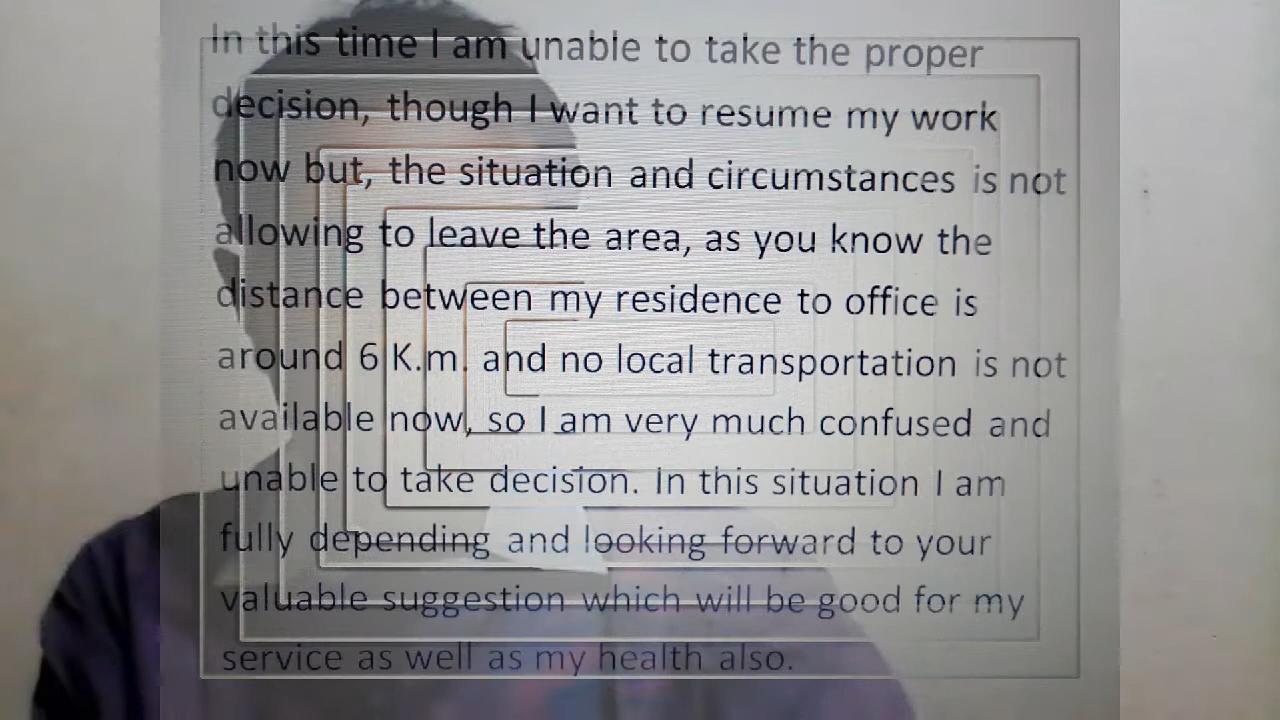 In this time I am unable to take the proper
decision, though I want to resume my work
now but, the situation and circumstances is not
allowing to leave the area, as you know the
distance between my residence to office is
around 6 K.m. and no local transportation is not
available now, so I am very much confused and
unable to take decision. In this situation I am
fully depending and looking forward to your
valuable suggestion which will be good for my
service as well as my health also.